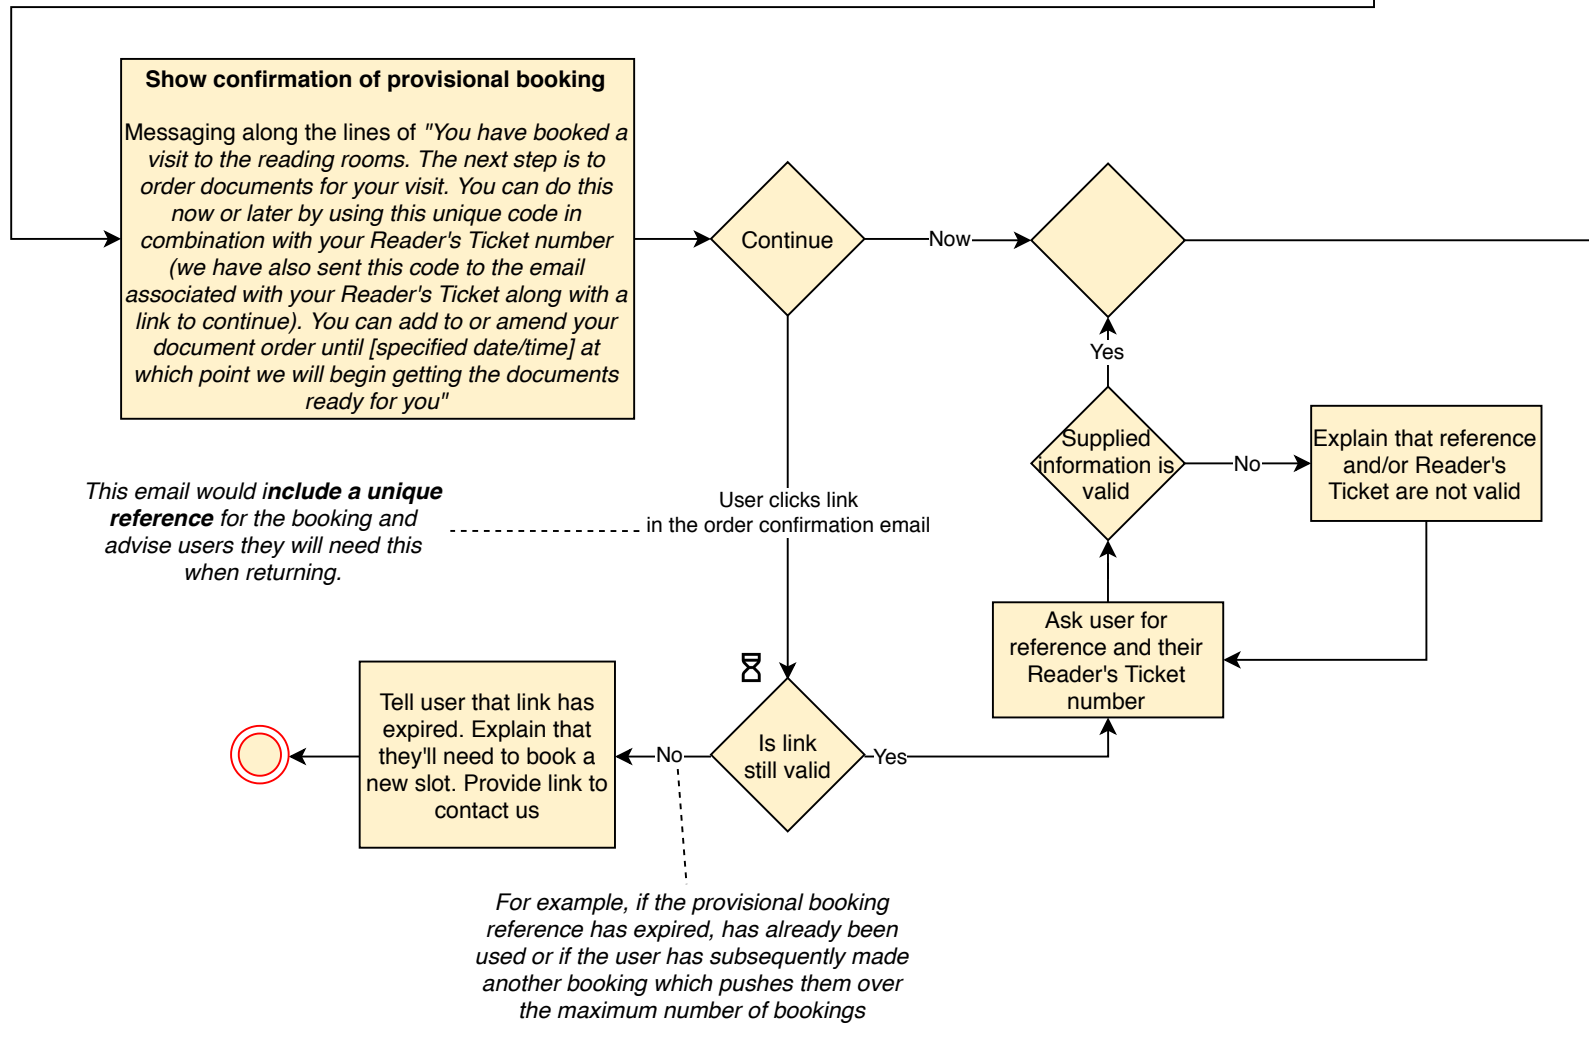 Show confirmation of provisional booking
Messaging along the lines of "You have booked a
visit to the reading rooms. The next step is to
order documents for your visit. You can do this
now or later by using this unique code in
combination with your Reader's Ticket number
(we have also sent this code to the email
associated with your Reader's Ticket along with a
link to continue). You can add to or amend your
document order until [specified date/time] at
which point we will begin getting the documents
ready for you"
Continue
Now
Yes
Supplied
information is
valid
No
Explain that reference
and/or Reader's
Ticket are not valid
This email would include a unique
reference for the booking and
advise users they will need this
when returning.
User clicks link
in the order confirmation email
Ask user for
reference and their
Reader's Ticket
number
Tell user that link has
expired. Explain that
they'll need to book a
new slot. Provide link to
contact us
No
Is link
still valid
Yes
For example, if the provisional booking
reference has expired, has already been
used or if the user has subsequently made
another booking which pushes them over
the maximum number of bookings